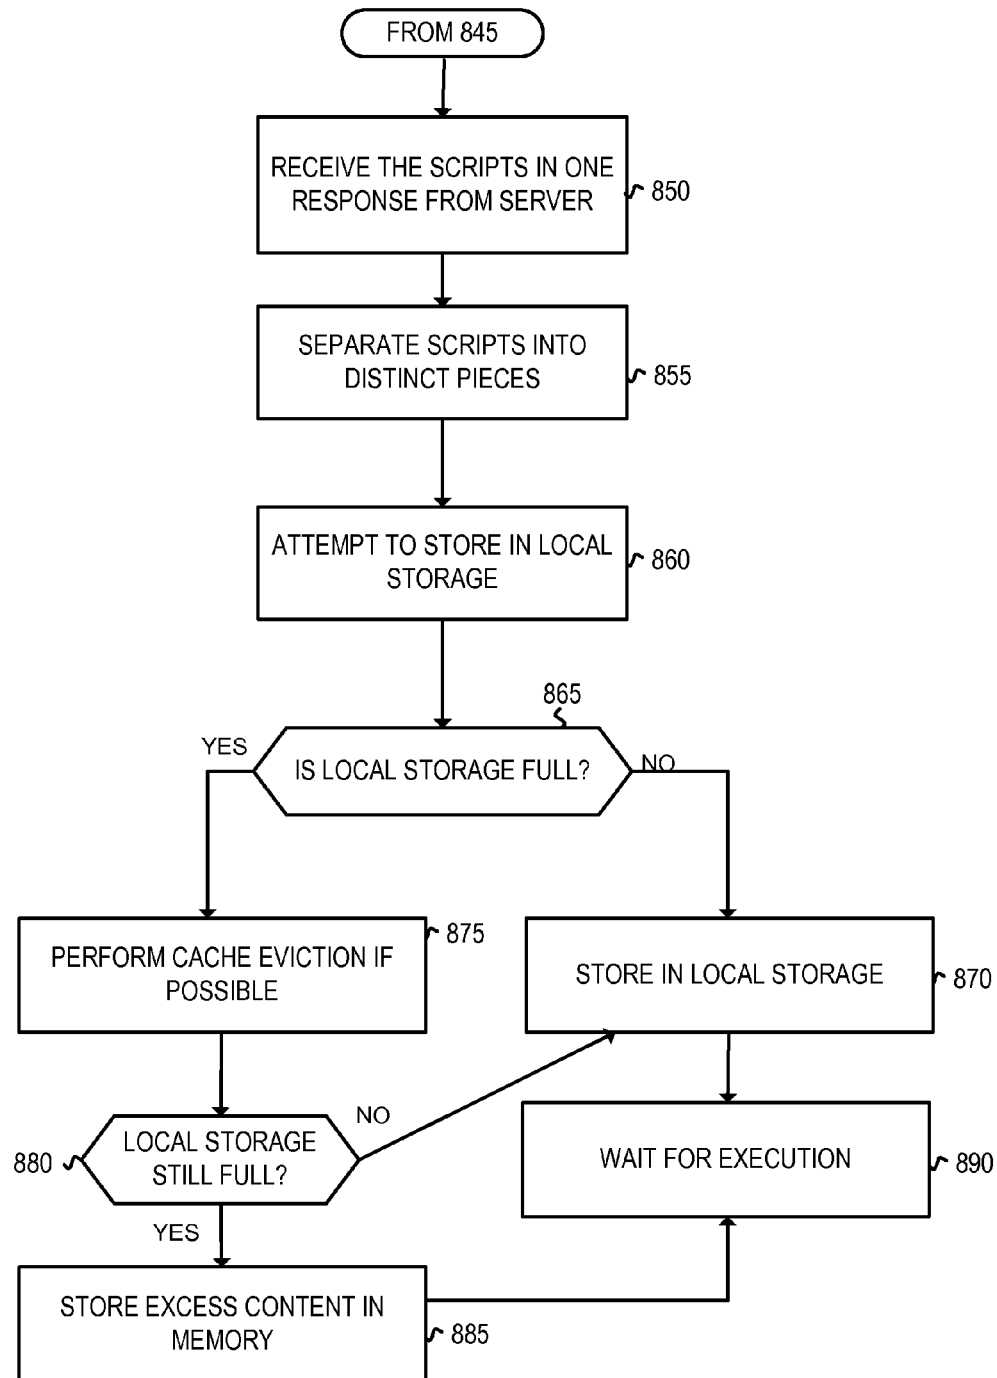 FROM 845
RECEIVE THE SCRIPTS IN ONE
RESPONSE FROM SERVER
850
SEPARATE SCRIPTS INTO
DISTINCT PIECES
855
ATTEMPT TO STORE IN LOCAL
STORAGE
860
865
YES
IS LOCAL STORAGE FULL?
NO
PERFORM CACHE EVICTION IF
POSSIBLE
875
STORE IN LOCAL STORAGE
870
LOCAL STORAGE
STILL FULL?
880
NO
YES
WAIT FOR EXECUTION
890
STORE EXCESS CONTENT IN
MEMORY
885